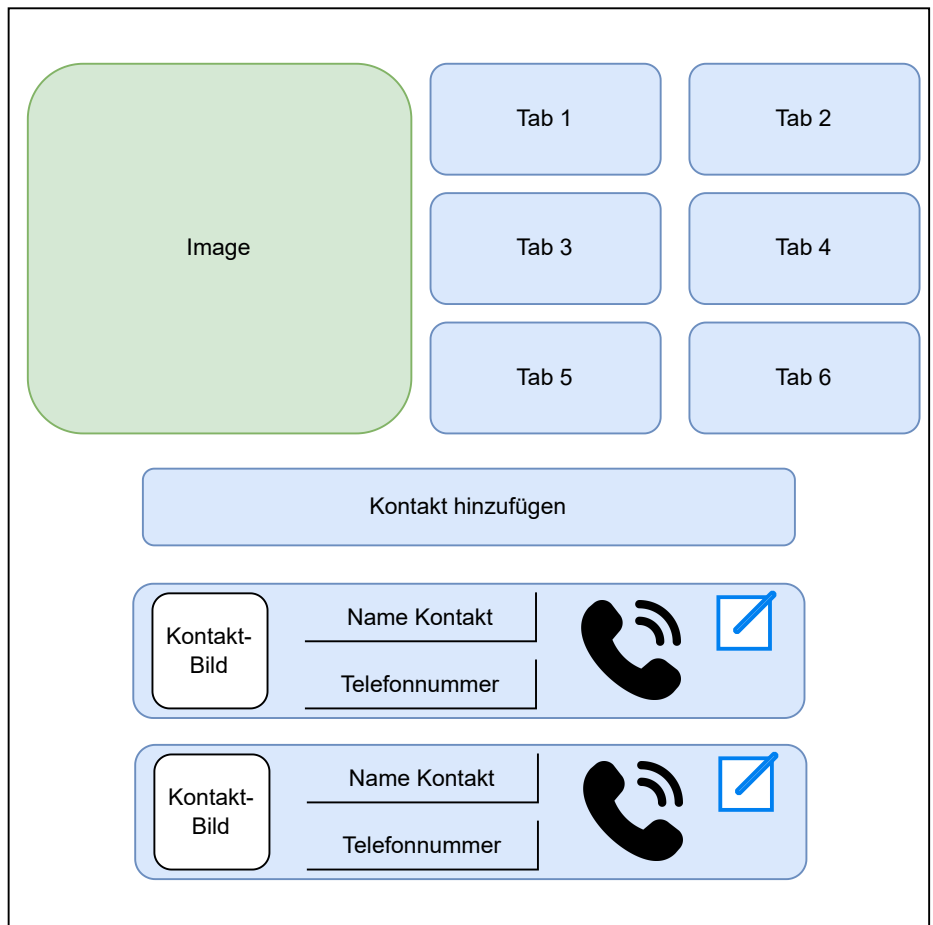 Image
Tab 1
Tab 2
Tab 3
Tab 4
Tab 5
Tab 6
Kontakt hinzufügen
Kontakt-
Bild
Name Kontakt
Telefonnummer
Kontakt-
Bild
Name Kontakt
Telefonnummer